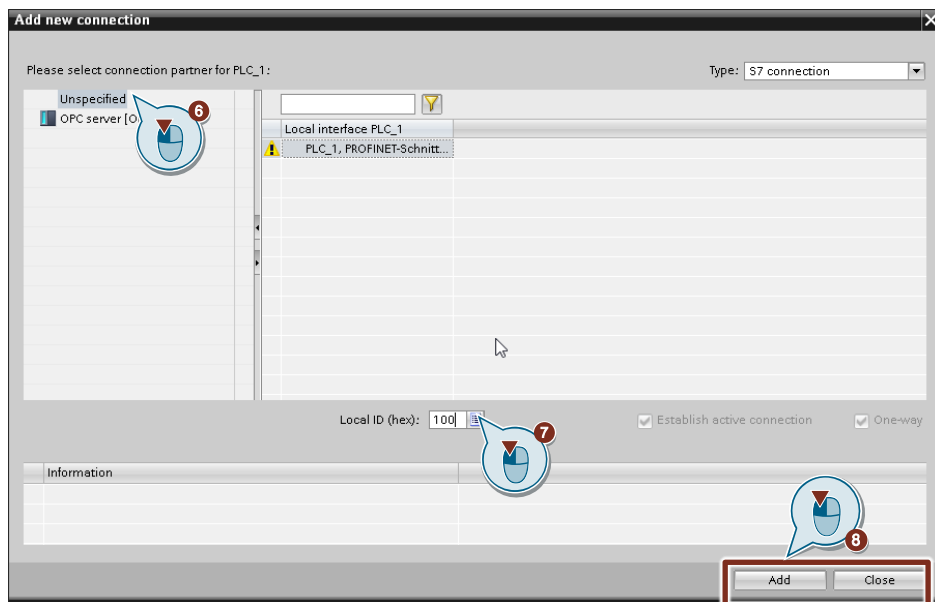 Add new connection
Please select connection partner for PLC_1:
Type: S7 connection
Unspecified
6
OPC server [O
Local interface PLC_1
PLC_1, PROFINET-Schnitt...
Local ID (hex): 100
7
Establish active connection
One-way
Information
8
Add
Close